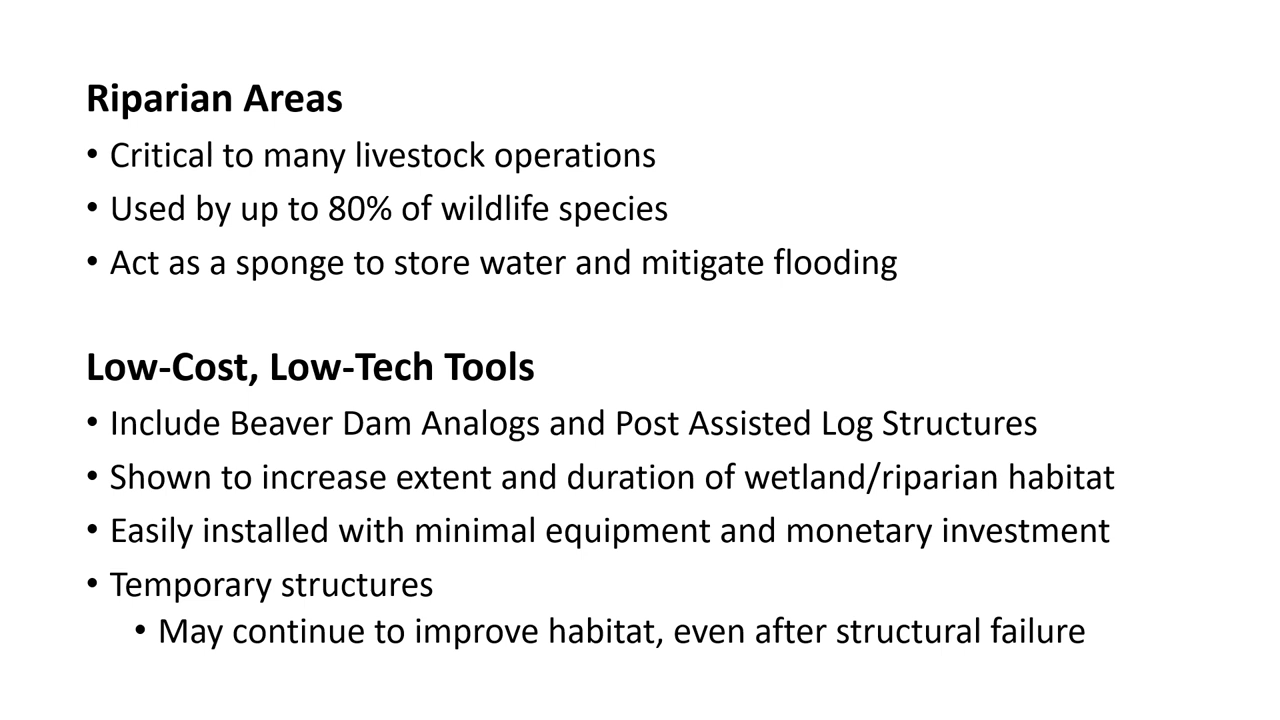 Riparian Areas
• Critical to many livestock operations
• Used by up to 80% of wildlife species
• Act as a sponge to store water and mitigate flooding
Low-Cost, Low-Tech Tools
• Include Beaver Dam Analogs and Post Assisted Log Structures
• Shown to increase extent and duration of wetland/riparian habitat
• Easily installed with minimal equipment and monetary investment
• Temporary structures
• May continue to improve habitat, even after structural failure